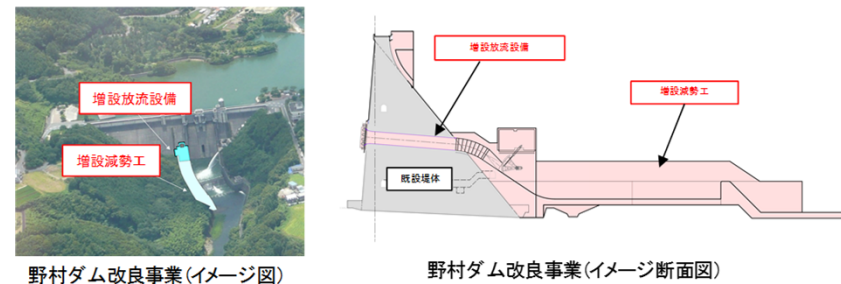 増設放流設備
増設減勢工
野村ダム改良事業(イメージ図)
増設放流設備
増設減勢工
既設堤体
野村ダム改良事業(イメージ断面図)